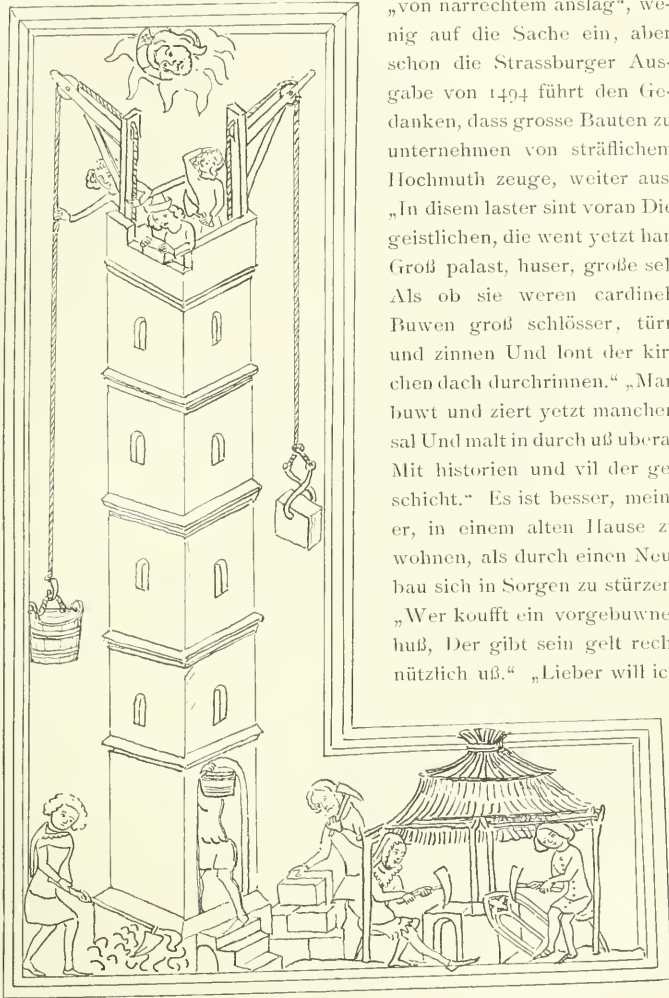 „von närrechtem anslag“, we-
nig auf die Sache ein, aber
schon die Strassburger Aus-
gabe von 1494 führt den Ge-
danken, dass grosse Bauten zu
unternehmen von sträflichem
Hochmuth zeuge, weiter aus.
„In disem laster sint voran Die
geistlichen, die went yetzt han
Groß palast, huser, große sel
Als ob sie weren cardinel
Buwen groß schlösser, türn
und zinnen Und lont der kir-
chen dach durchrinnen.“ „Man
buwt und ziert yetzt manchen
sal Und malt in durch uß ubera
Mit historien und vil der ge-
schicht.“ Es ist besser, meint
er, in einem alten Hause z
wohnen, als durch einen Neu
bau sich in Sorgen zu stürzen
„Wer koufft ein vorgebuwne
huß, Der gibt sein gelt rech
nützlich uß.“ „Lieber will ic